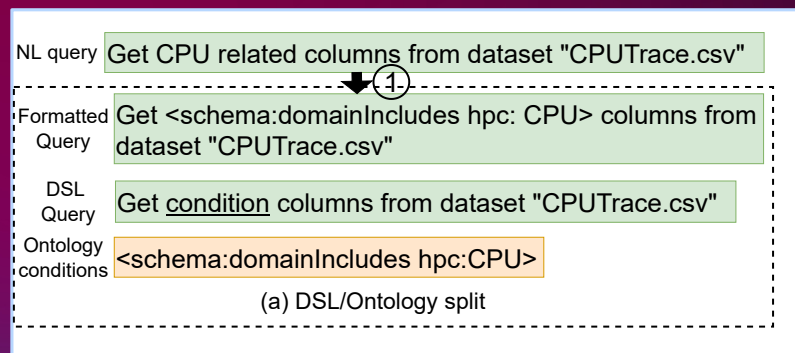 NL query Get CPU related columns from dataset "CPUTrace.csv"
1
Formatted Query Get <schema:domainIncludes hpc: CPU> columns from
dataset "CPUTrace.csv"
DSL Query Get condition columns from dataset "CPUTrace.csv"
Ontology conditions <schema:domainIncludes hpc:CPU>
(a) DSL/Ontology split